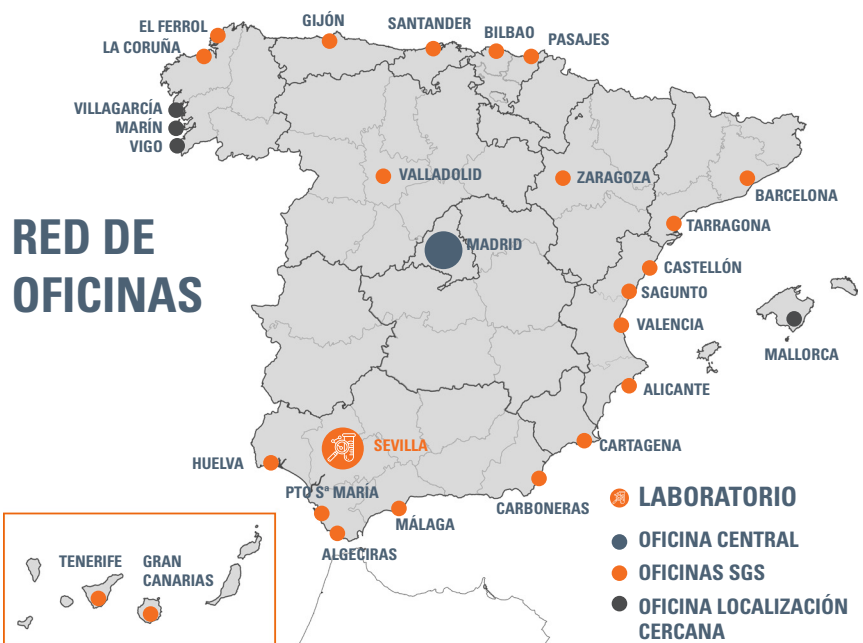 EL FERROL
LA CORUÑA
GIJÓN
SANTANDER
BILBAO
PASAJES
VILLAGARCÍA
MARÍN
VIGO
VALLADOLID
ZARAGOZA
BARCELONA
TARRAGONA
RED DE
OFICINAS
MADRID
CASTELLÓN
SAGUNTO
VALENCIA
MALLORCA
ALICANTE
CARTAGENA
SEVILLA
HUELVA
PTO Sª MARÍA
MÁLAGA
CARBONERAS
ALGECIRAS
TENERIFE
GRAN
CANARIAS
LABORATORIO
OFICINA CENTRAL
OFICINAS SGS
OFICINA LOCALIZACIÓN
CERCANA